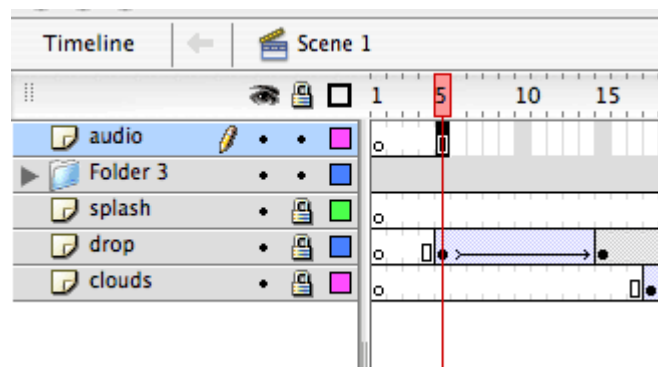 Timeline Scene 1
1 5 10 15
audio
Folder 3
splash
drop
clouds